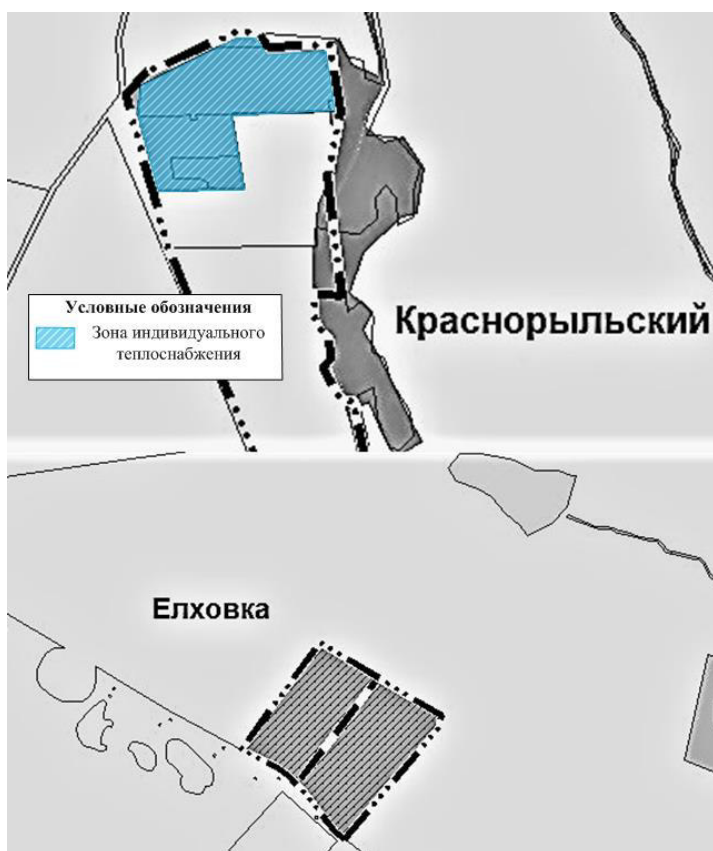 Условные обозначения
Зона индивидуального
теплоснабжения
Краснорыльский
Елховка